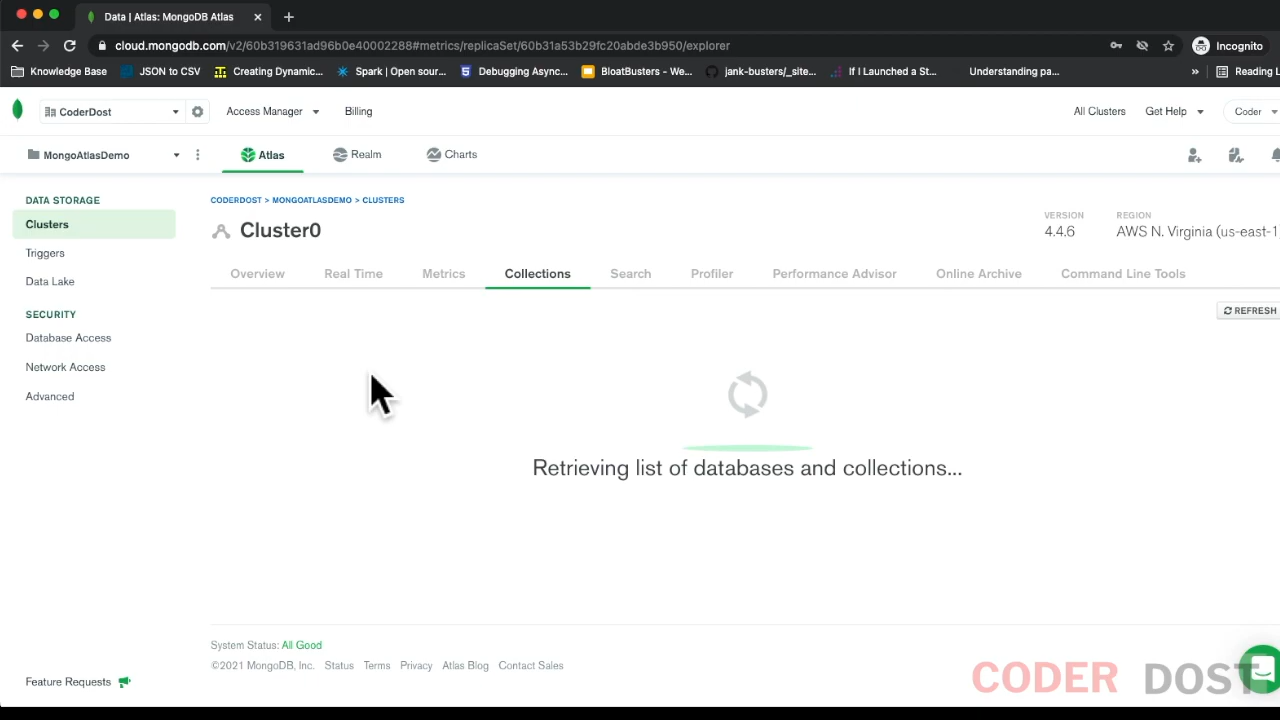 Data | Atlas: MongoDB Atlas
cloud.mongodb.com/v2/60b319631ad96b0e40002288#metrics/replicaSet/60b31a53b29fc20abde3b950/explorer
Incognito
Knowledge Base JSON to CSV Creating Dynamic... Spark | Open sour... Debugging Async... BloatBusters - We... jank-busters/_site... If I Launched a St... Understanding pa... » Reading L
CoderDost Access Manager Billing All Clusters Get Help Coder
MongoAtlasDemo Atlas Realm Charts
DATA STORAGE
Clusters
Triggers
Data Lake
SECURITY
Database Access
Network Access
Advanced
CODERDOST > MONGOATLASDEMO > CLUSTERS
Cluster0
VERSION REGION
4.4.6 AWS N. Virginia (us-east-1
Overview Real Time Metrics Collections Search Profiler Performance Advisor Online Archive Command Line Tools
REFRESH
Retrieving list of databases and collections...
System Status: All Good
©2021 MongoDB, Inc. Status Terms Privacy Atlas Blog Contact Sales
Feature Requests
CODER DOST